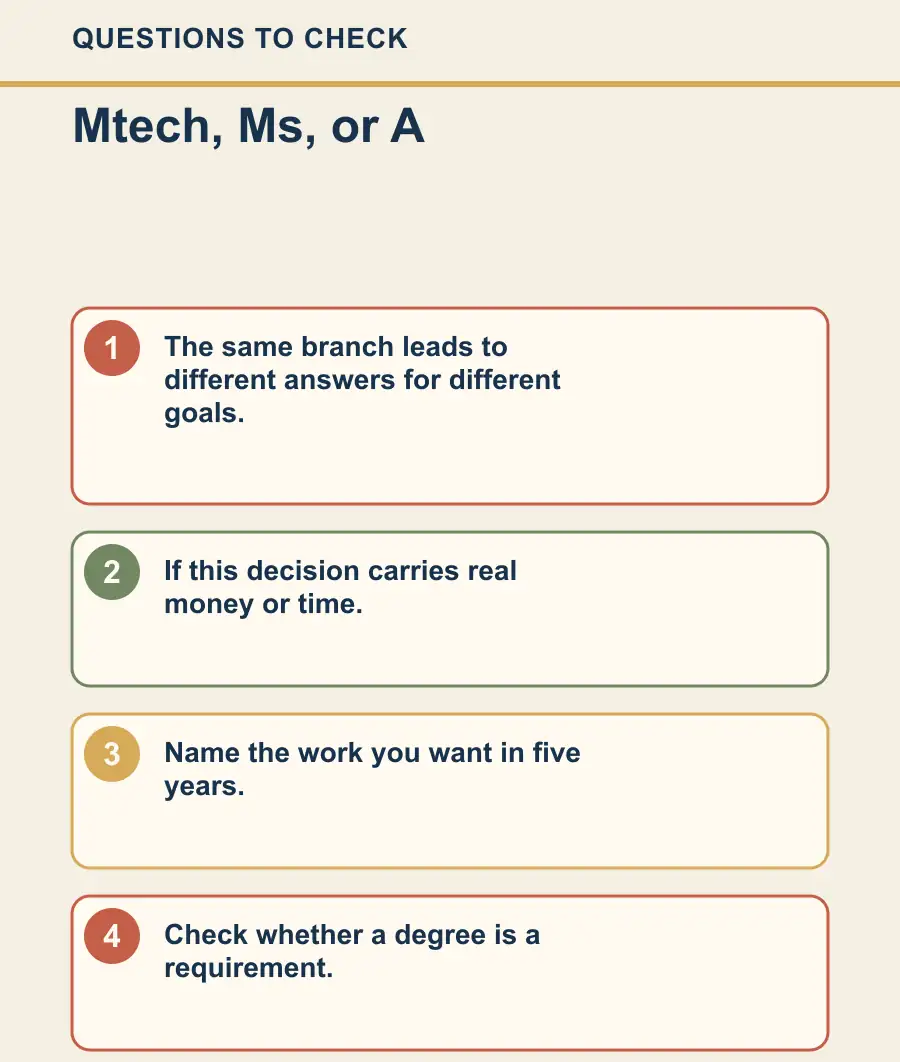 QUESTIONS TO CHECK
Mtech, Ms, or A
1
The same branch leads to
different answers for different
goals.
2
If this decision carries real
money or time.
3
Name the work you want in five
years.
4
Check whether a degree is a
requirement.